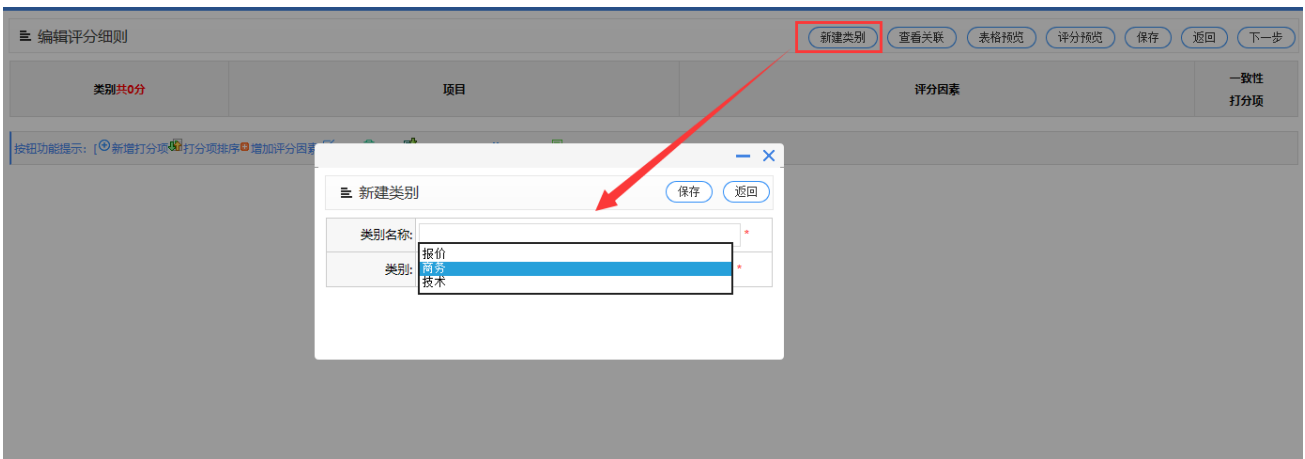 编辑评分细则
新建类别 查看关联 表格预览 评分预览 保存 返回 下一步
类别共0分 项目 评分因素 一致性
打分项
按钮功能提示: [新增打分项 打分项排序 增加评分因素
新建类别 保存 返回
类别名称: *
报价
类别: 商务 *
技术